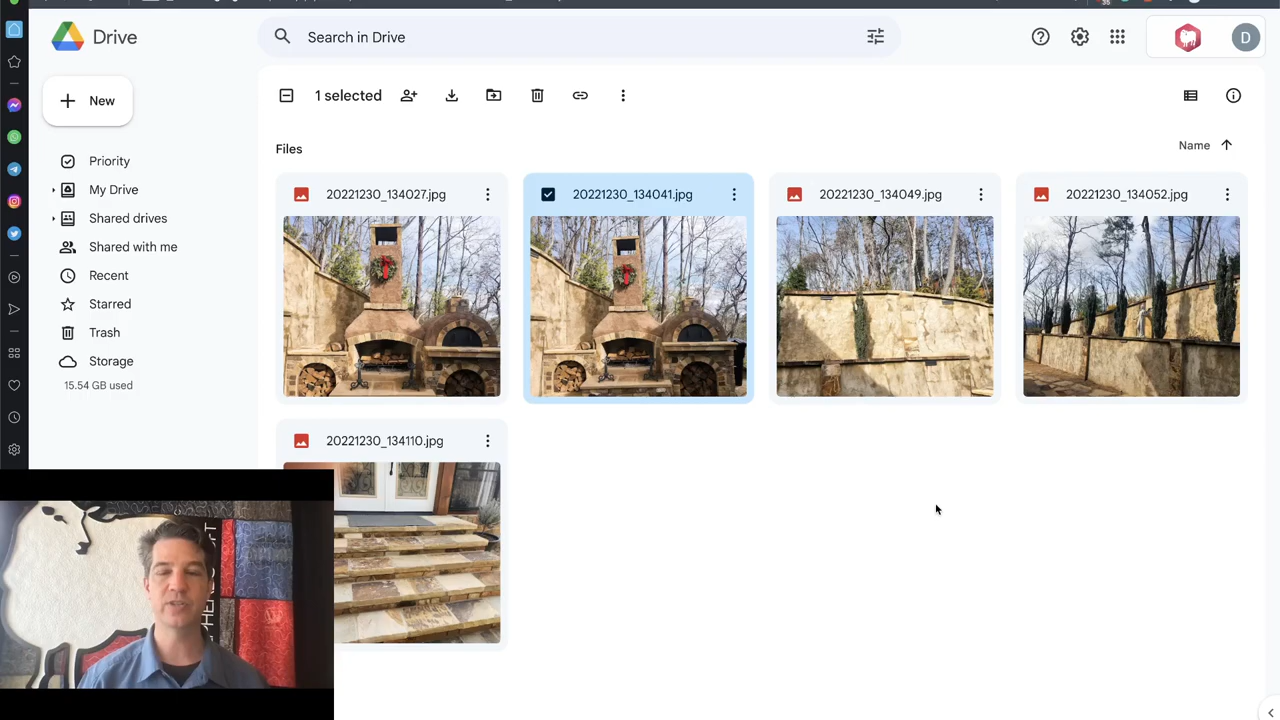 Drive
Search in Drive
D
New
1 selected
Priority
My Drive
Shared drives
Shared with me
Recent
Starred
Trash
Storage
15.54 GB used
Files
Name
20221230_134027.jpg
20221230_134041.jpg
20221230_134049.jpg
20221230_134052.jpg
20221230_134110.jpg